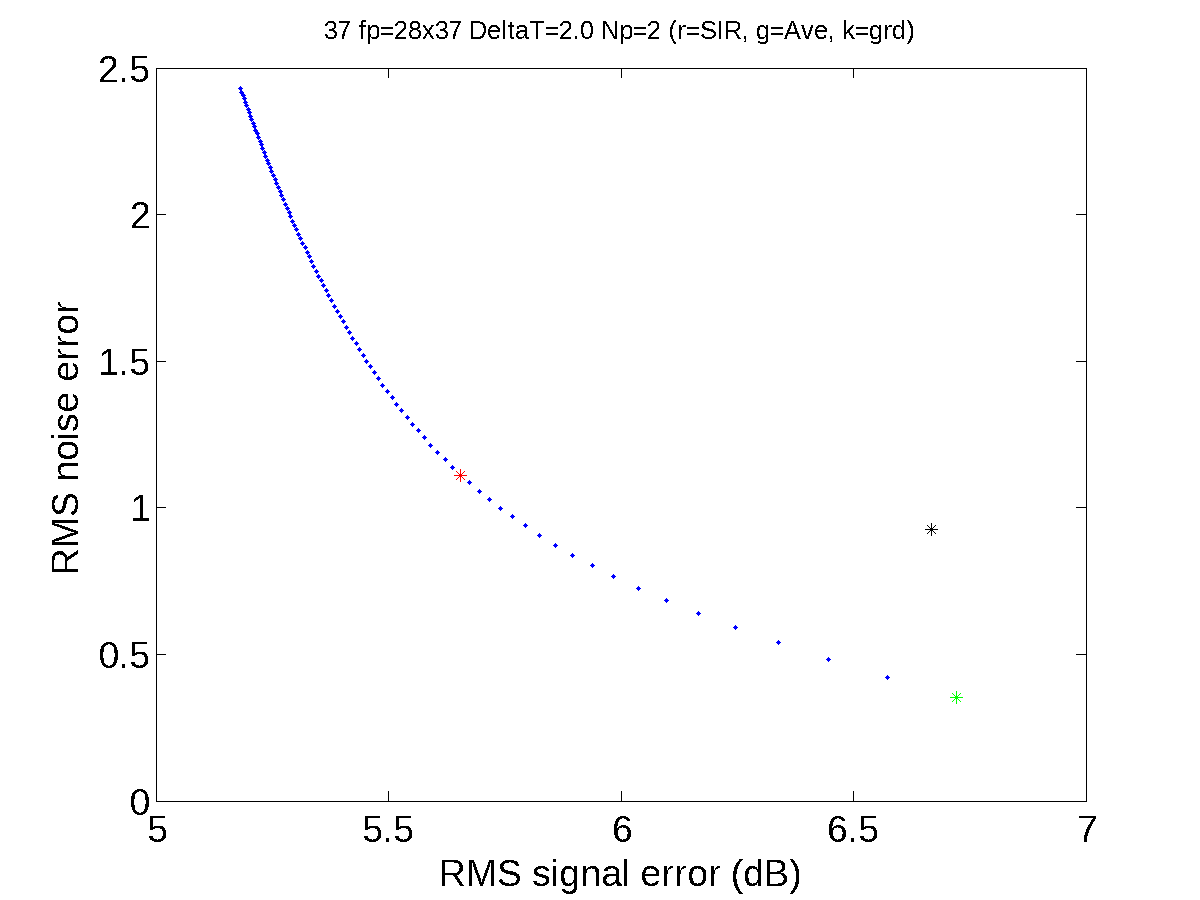 37 fp=28x37 DeltaT=2.0 Np=2 (r=SIR, g=Ave, k=grd)
2.5
2
1.5
1
0.5
0
RMS noise error
5 5.5 6 6.5 7
RMS signal error (dB)